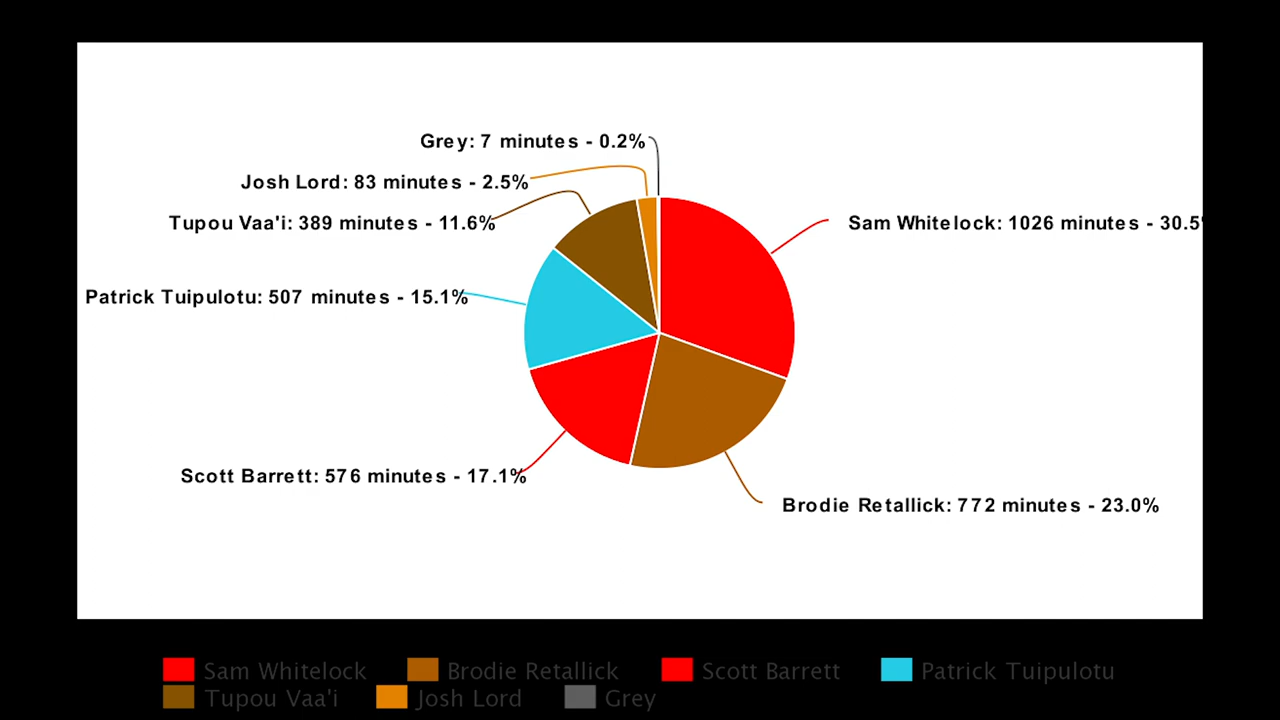 Grey: 7 minutes - 0.2%
Josh Lord: 83 minutes - 2.5%
Tupou Vaa'i: 389 minutes - 11.6%
Sam Whitelock: 1026 minutes - 30.5
Patrick Tuipulotu: 507 minutes - 15.1%
Scott Barrett: 576 minutes - 17.1%
Brodie Retallick: 772 minutes - 23.0%
Sam Whitelock Brodie Retallick Scott Barrett Patrick Tuipulotu
Tupou Vaa'i Josh Lord Grey